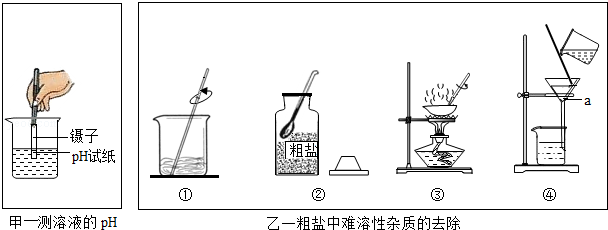 镊子
pH试纸
甲一测溶液的pH
粗盐
a
① ② ③ ④
乙一粗盐中难溶性杂质的去除